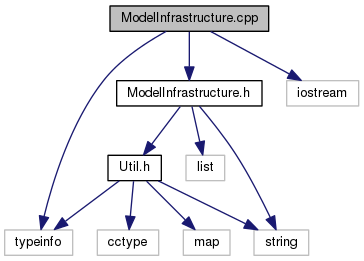 ModelInfrastructure.cpp
ModelInfrastructure.h
iostream
Util.h
list
typeinfo
cctype
map
string